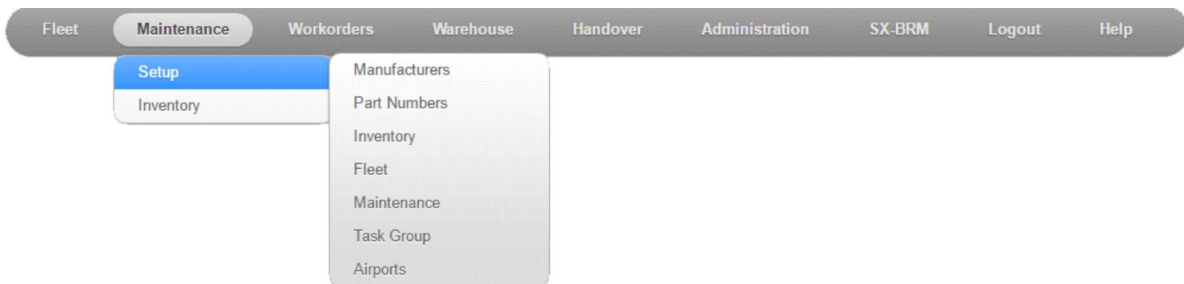 Fleet Maintenance Workorders Warehouse Handover Administration SX-BRM Logout Help
Setup
Inventory
Manufacturers
Part Numbers
Inventory
Fleet
Maintenance
Task Group
Airports